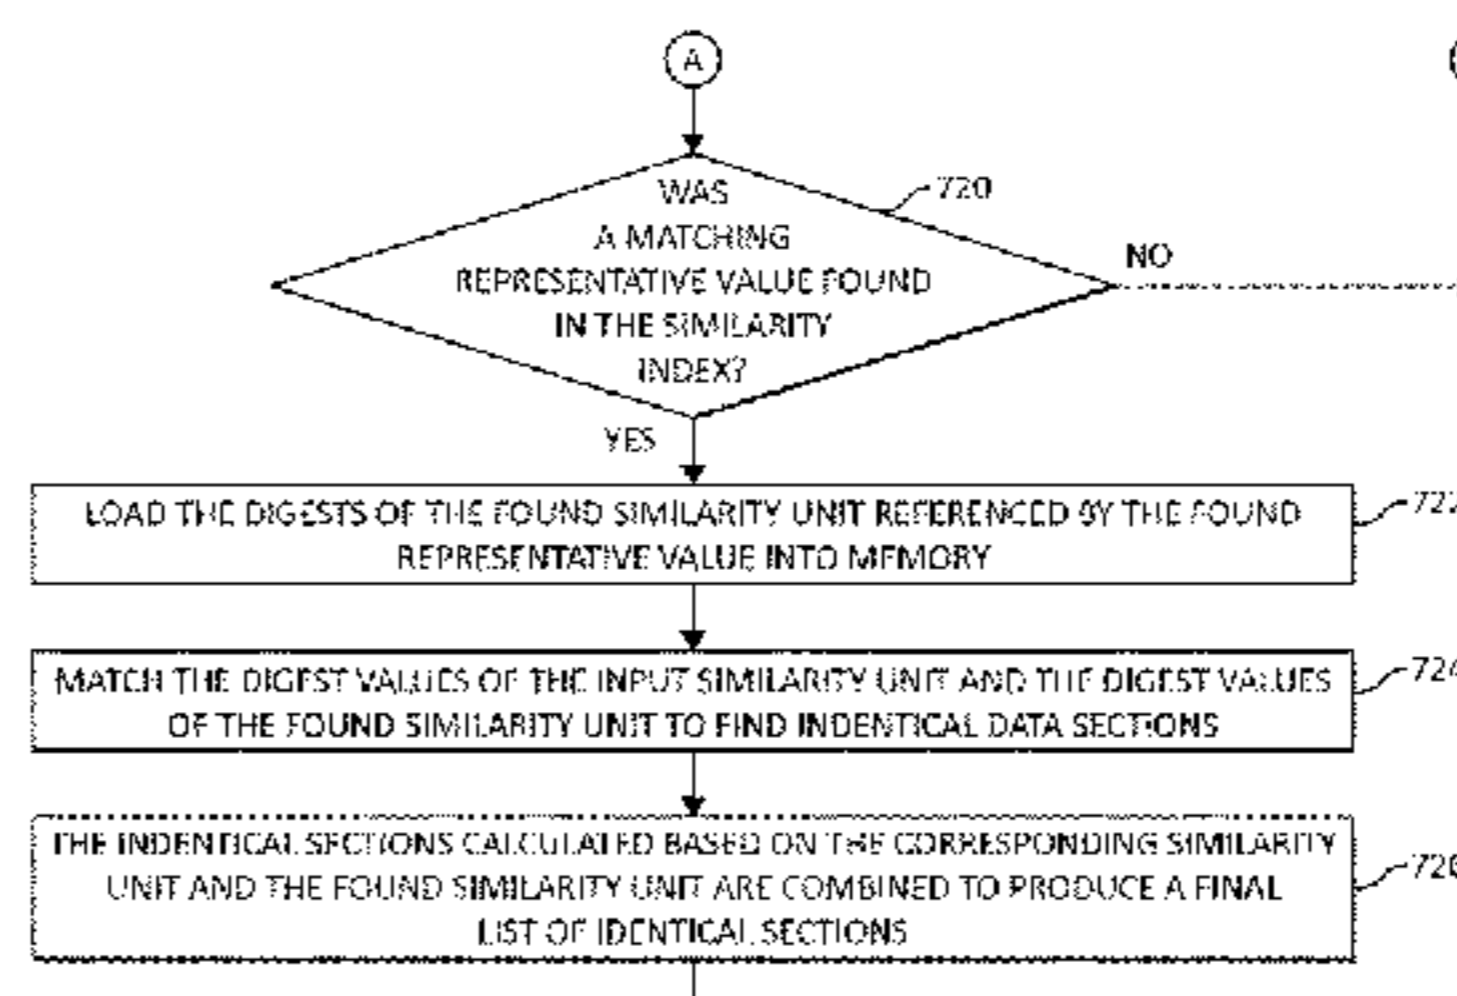 A
WAS
720
A MATCHING
NO
REPRESENTATIVE VALUE FOUND
IN THE SIMILARITY
INDEX?
YES
LOAD THE DIGESTS OF THE FOUND SIMILARITY UNIT REFERENCED BY THE FOUND
722
REPRESENTATIVE VALUE INTO MEMORY
MATCH THE DIGEST VALUES OF THE INPUT SIMILARITY UNIT AND THE DIGEST VALUES
724
OF THE FOUND SIMILARITY UNIT TO FIND INDENTICAL DATA SECTIONS
THE INDENTICAL SECTIONS CALCULATED BASED ON THE CORRESPONDING SIMILARITY
726
UNIT AND THE FOUND SIMILARITY UNIT ARE COMBINED TO PRODUCE A FINAL
LIST OF IDENTICAL SECTIONS